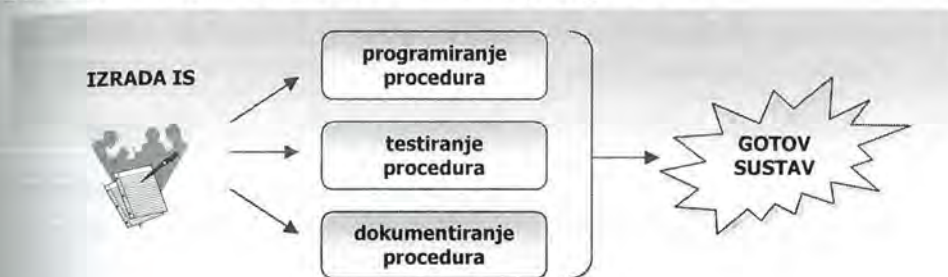 IZRADA IS
programiranje
procedura
testiranje
procedura
dokumentiranje
procedura
GOTOV
SUSTAV